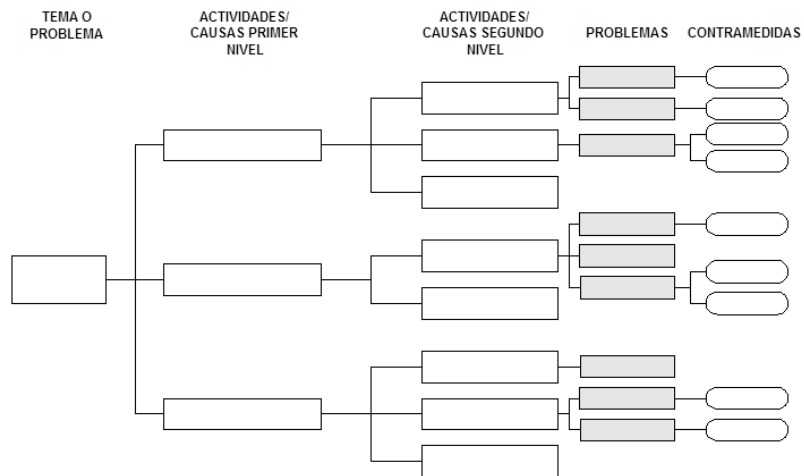 TEMA O
PROBLEMA
ACTIVIDADES/
CAUSAS PRIMER
NIVEL
ACTIVIDADES/
CAUSAS SEGUNDO
NIVEL
PROBLEMAS
CONTRAMEDIDAS